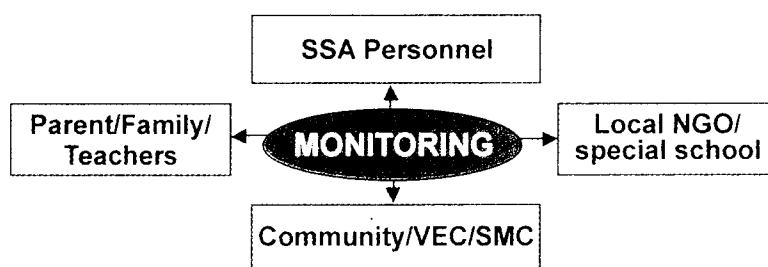 SSA Personnel
Parent/Family/
Teachers
MONITORING
Local NGO/
special school
Community/VEC/SMC